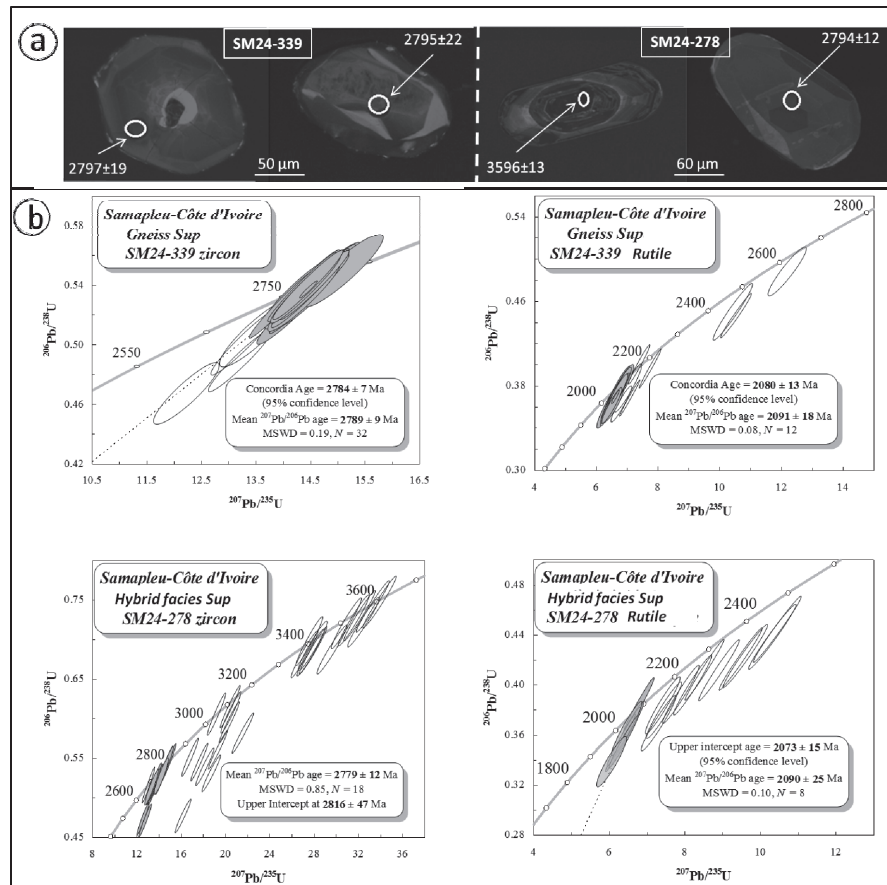 a
SM24-339
2795±22
SM24-278
2794±12
2797±19
50 µm
3596±13
60 µm
b
Samapleu-Côte d'Ivoire
Gneiss Sup
SM24-339 zircon
0.58
0.54
0.50
0.46
0.42
²⁰⁶Pb/²³⁸U
2750
2550
Concordia Age = 2784 ± 7 Ma
(95% confidence level)
Mean ²⁰⁷Pb/²⁰⁶Pb age = 2789 ± 9 Ma
MSWD = 0.19, N = 32
10.5 11.5 12.5 13.5 14.5 15.5 16.5
²⁰⁷Pb/²³⁵U
Samapleu-Côte d'Ivoire
Gneiss Sup
SM24-339 Rutile
0.54
0.46
0.38
0.30
²⁰⁶Pb/²³⁸U
2800
2600
2400
2200
2000
Concordia Age = 2080 ± 13 Ma
(95% confidence level)
Mean ²⁰⁷Pb/²⁰⁶Pb age = 2091 ± 18 Ma
MSWD = 0.08, N = 12
4 6 8 10 12 14
²⁰⁷Pb/²³⁵U
Samapleu-Côte d'Ivoire
Hybrid facies Sup
SM24-278 zircon
0.75
0.65
0.55
0.45
²⁰⁶Pb/²³⁸U
3600
3400
3200
3000
2800
2600
Mean ²⁰⁷Pb/²⁰⁶Pb age = 2779 ± 12 Ma
MSWD = 0.85, N = 18
Upper Intercept at 2816 ± 47 Ma
8 12 16 20 24 28 32 36
²⁰⁷Pb/²³⁵U
Samapleu-Côte d'Ivoire
Hybrid facies Sup
SM24-278 Rutile
0.48
0.44
0.40
0.36
0.32
0.28
²⁰⁶Pb/²³⁸U
2400
2200
2000
1800
Upper intercept age = 2073 ± 15 Ma
(95% confidence level)
Mean ²⁰⁷Pb/²⁰⁶Pb age = 2090 ± 25 Ma
MSWD = 0.10, N = 8
4 6 8 10 12
²⁰⁷Pb/²³⁵U